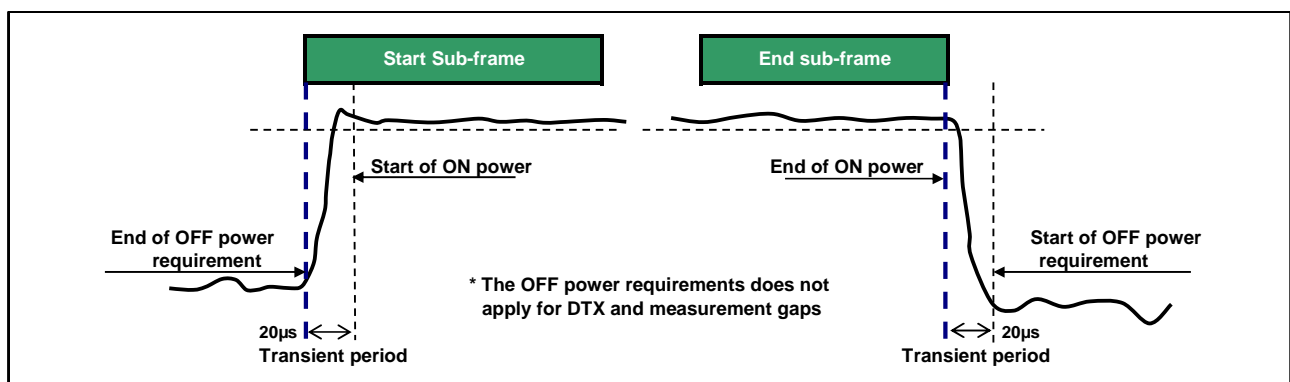 Start Sub-frame
End sub-frame
Start of ON power
End of ON power
End of OFF power
requirement
Start of OFF power
requirement
* The OFF power requirements does not
apply for DTX and measurement gaps
20µs
20µs
Transient period
Transient period